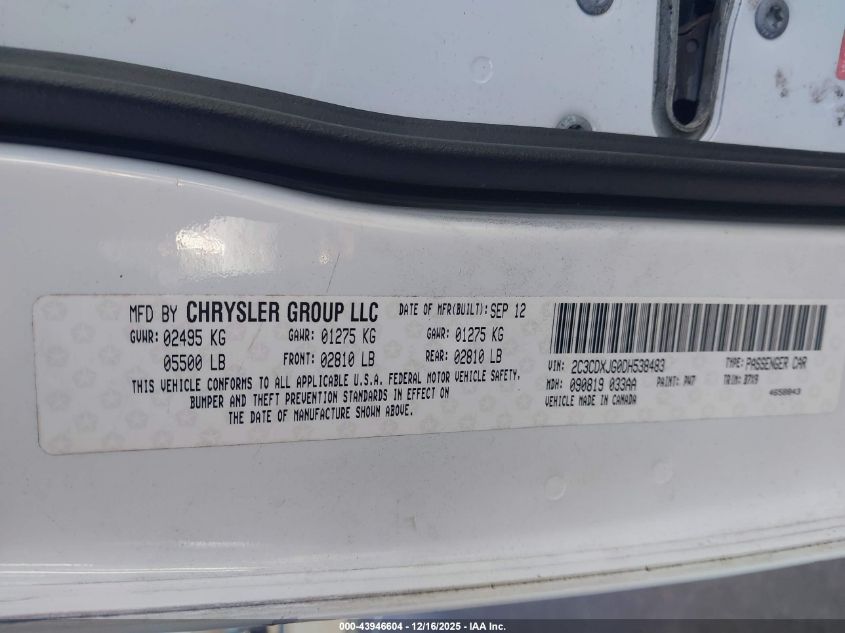 MFD BY CHRYSLER GROUP LLC DATE OF MFR(BUILT): SEP 12
GVWR: 02495 KG GAWR: 01275 KG GAWR: 01275 KG
05500 LB FRONT: 02810 LB REAR: 02810 LB
THIS VEHICLE CONFORMS TO ALL APPLICABLE U.S.A. FEDERAL MOTOR VEHICLE SAFETY,
BUMPER AND THEFT PREVENTION STANDARDS IN EFFECT ON
THE DATE OF MANUFACTURE SHOWN ABOVE.
VIN: 2C3CDXJG0DH538483 TYPE: PASSENGER CAR
MDH: 090819 033AA PAINT: PW7 TRIM: B7X9
VEHICLE MADE IN CANADA 4658843
000-43946604 - 12/16/2025 - IAA Inc.